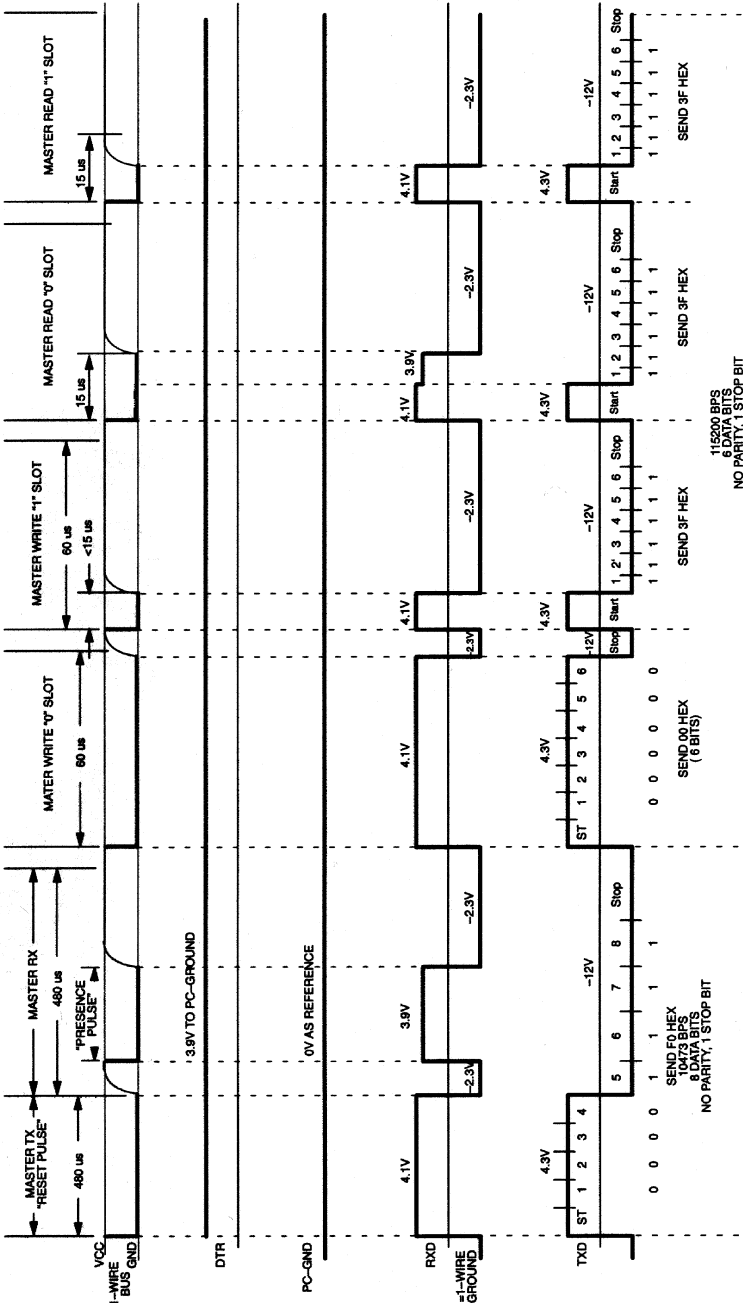 MASTER TX
"RESET PULSE"
MASTER RX
MATER WRITE "0" SLOT
MASTER WRITE "1" SLOT
MASTER READ "0" SLOT
MASTER READ "1" SLOT
480 us
480 us
"PRESENCE
PULSE"
60 us
60 us
<15 us
15 us
15 us
VCC
1-WIRE
BUS GND
3.9V TO PC-GROUND
DTR
0V AS REFERENCE
PC-GND
RXD
4.1V
-2.3V
3.9V
-2.3V
4.1V
-2.3V
4.1V
-2.3V
4.1V
3.9V
-2.3V
4.1V
-2.3V
=1-WIRE
GROUND
TXD
4.3V
-12V
4.3V
-12V
4.3V
-12V
4.3V
-12V
4.3V
-12V
ST 1 2 3 4 5 6 7 8 Stop
ST 1 2 3 4 5 6 Stop
Start 1 2' 3 4 5 6 Stop
Start 1 2 3 4 5 6 Stop
Start 1 2 3 4 5 6 Stop
0 0 0 0 1 1 1 1
0 0 0 0 0 0
1 1 1 1 1 1
1 1 1 1 1 1
1 1 1 1 1 1
SEND F0 HEX
10473 BPS
8 DATA BITS
NO PARITY, 1 STOP BIT
SEND 00 HEX
( 6 BITS)
SEND 3F HEX
SEND 3F HEX
SEND 3F HEX
115200 BPS
6 DATA BITS
NO PARITY, 1 STOP BIT